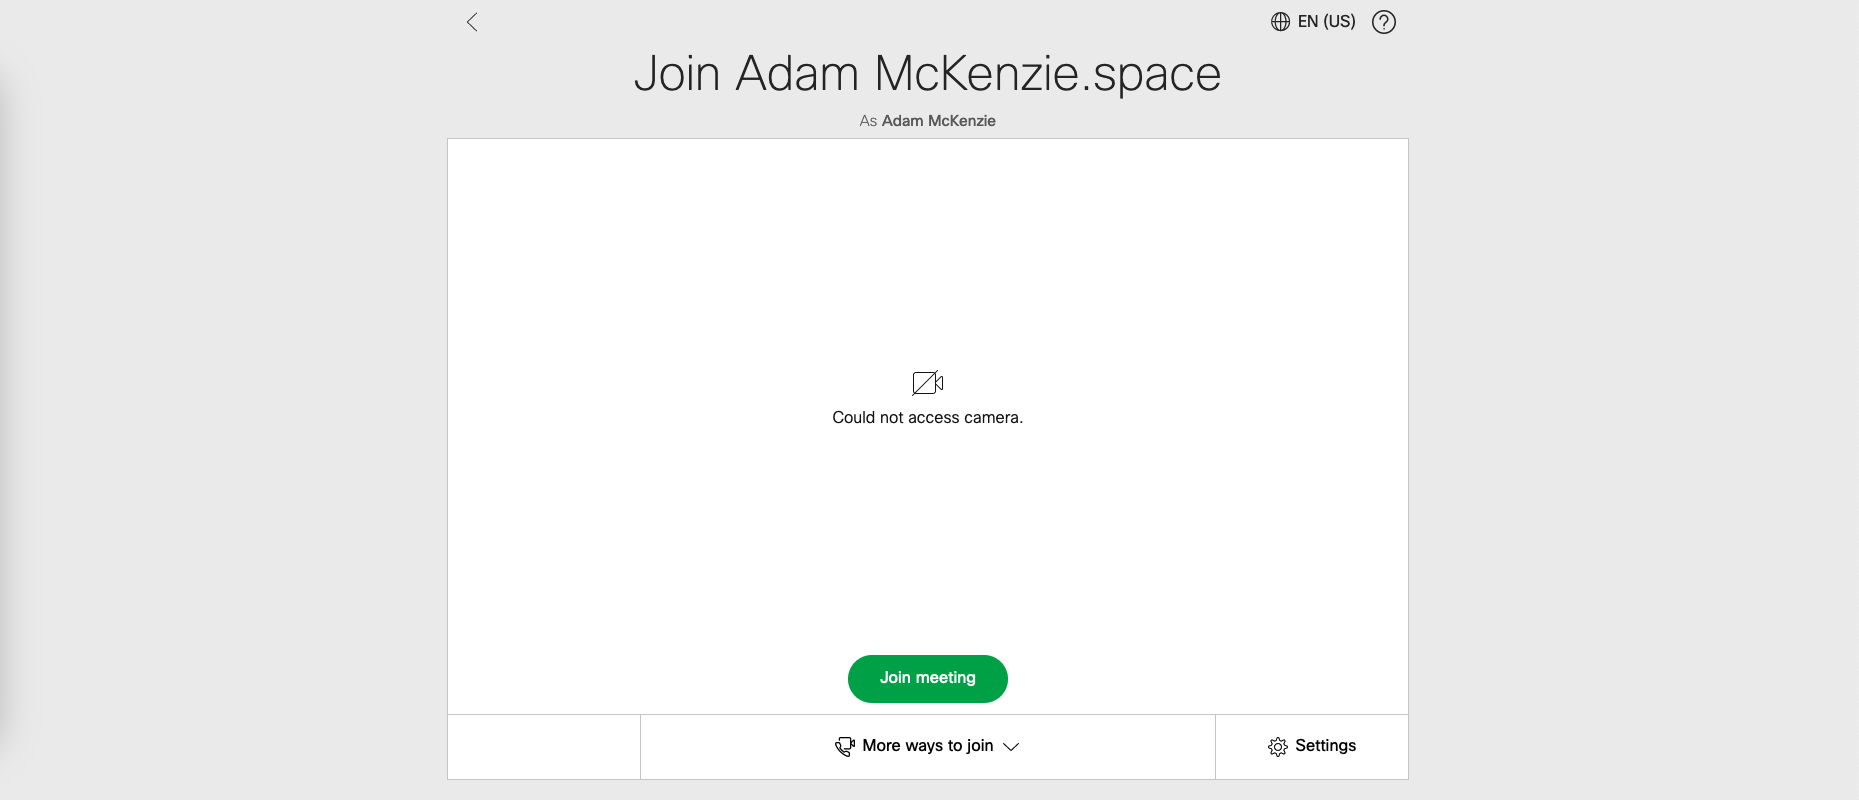 EN (US)
Join Adam McKenzie.space
As Adam McKenzie
Could not access camera.
Join meeting
More ways to join
Settings